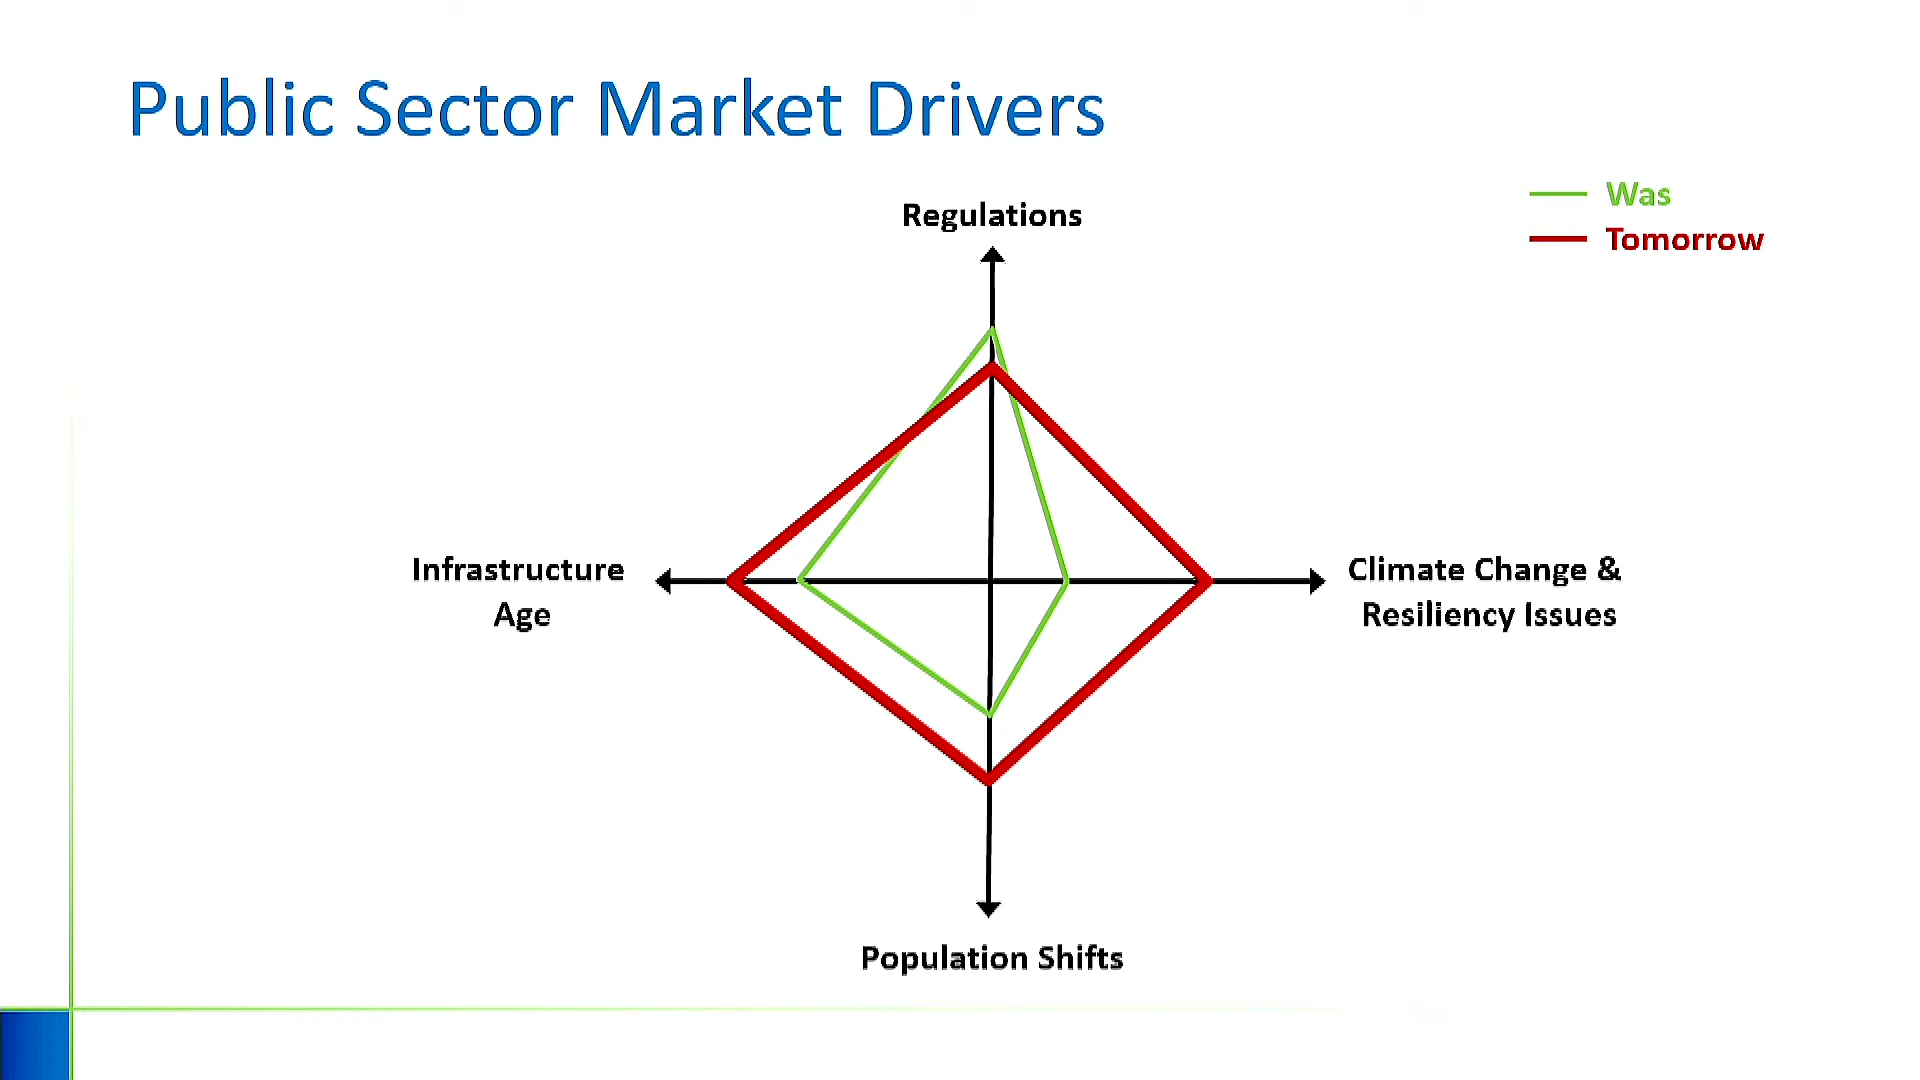 Public Sector Market Drivers
Was
Tomorrow
Regulations
Infrastructure
Age
Climate Change &
Resiliency Issues
Population Shifts